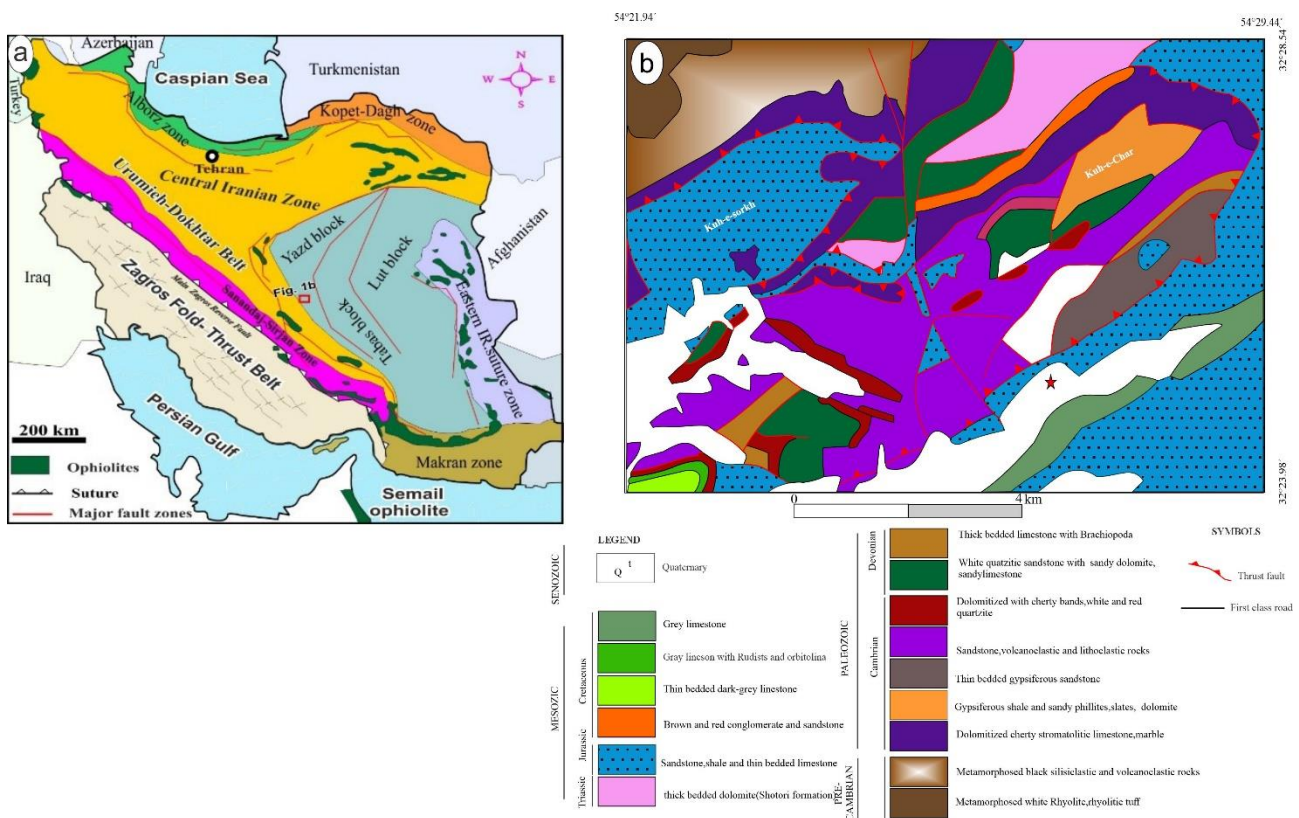 a
Azerbaijan
Turkmenistan
Caspian Sea
N
W
E
S
Turkey
Alborz zone
Kopet-Dagh zone
Tehran
Central Iranian Zone
Urumieh-Dokhtar Belt
Afghanistan
Yazd block
Lut block
Iraq
Fig. 1b
Sanandaj-Sirjan Zone
Main Zagros Reverse Fault
Zagros Fold- Thrust Belt
Tabas block
Eastern IR.suture zone
Persian Gulf
200 km
Makran zone
Ophiolites
Suture
Major fault zones
Semail
ophiolite
54°21.94'
54°29.44'
b
32°28.54'
Kuh-e-sorkh
Kuh-e-Char
32°23.98'
0
4 km
LEGEND
SENOZOIC
Q t
Quaternary
MESOZIC
Cretaceous
Grey limestone
Gray lincson with Rudists and orbitolina
Thin bedded dark-grey linestone
Brown and red conglomerate and sandstone
Jurassic
Sandstone,shale and thin bedded limestone
Triassic
thick bedded dolomite(Shotori formation)
PALEOZOIC
Devonian
Thick bedded limestone with Brachiopoda
White quatzitic sandstone with sandy dolomite,
sandylimestone
Cambrian
Dolomitized with cherty bands,white and red
quartzite
Sandstone,volcanoelastic and lithoelastic rocks
Thin bedded gypsiferous sandstone
Gypsiferous shale and sandy phillites,slates, dolomite
Dolomitized cherty stromatolitic limestone,marble
PRE-
CAMBRIAN
Metamorphosed black silisiclastic and volcanoelastic rocks
Metamorphosed white Rhyolite,rhyolitic tuff
SYMBOLS
Thrust fault
First class road